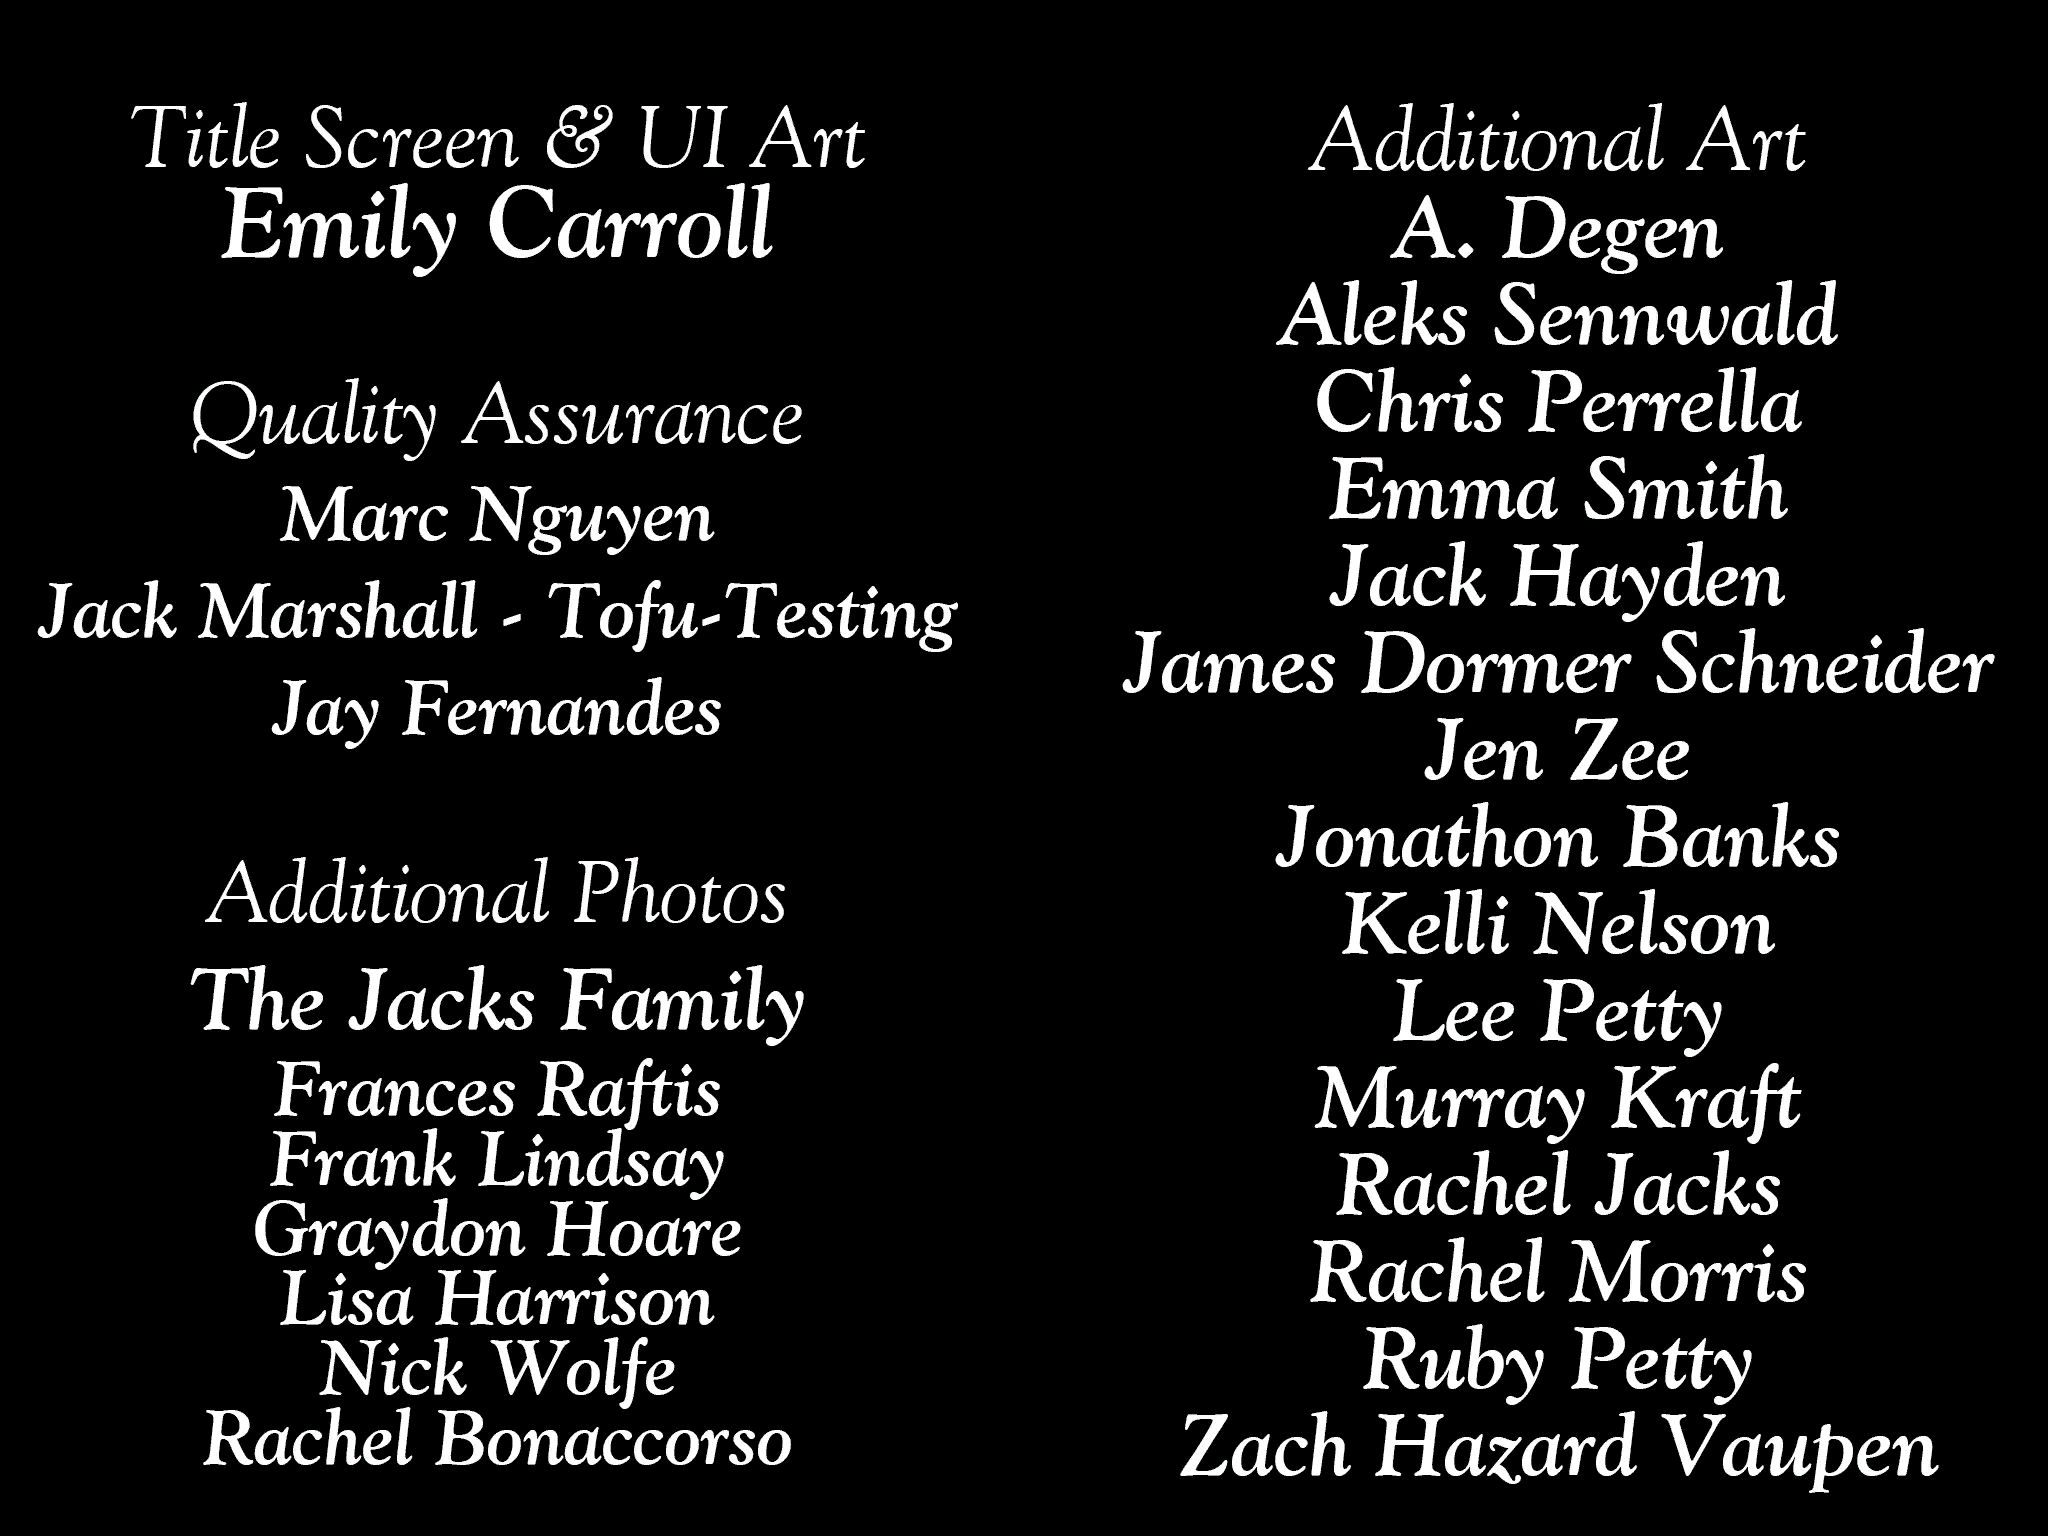 Title Screen & UI Art
Emily Carroll
Quality Assurance
Marc Nguyen
Jack Marshall - Tofu-Testing
Jay Fernandes
Additional Photos
The Jacks Family
Frances Raftis
Frank Lindsay
Graydon Hoare
Lisa Harrison
Nick Wolfe
Rachel Bonaccorso
Additional Art
A. Degen
Aleks Sennwald
Chris Perrella
Emma Smith
Jack Hayden
James Dormer Schneider
Jen Zee
Jonathon Banks
Kelli Nelson
Lee Petty
Murray Kraft
Rachel Jacks
Rachel Morris
Ruby Petty
Zach Hazard Vaupen